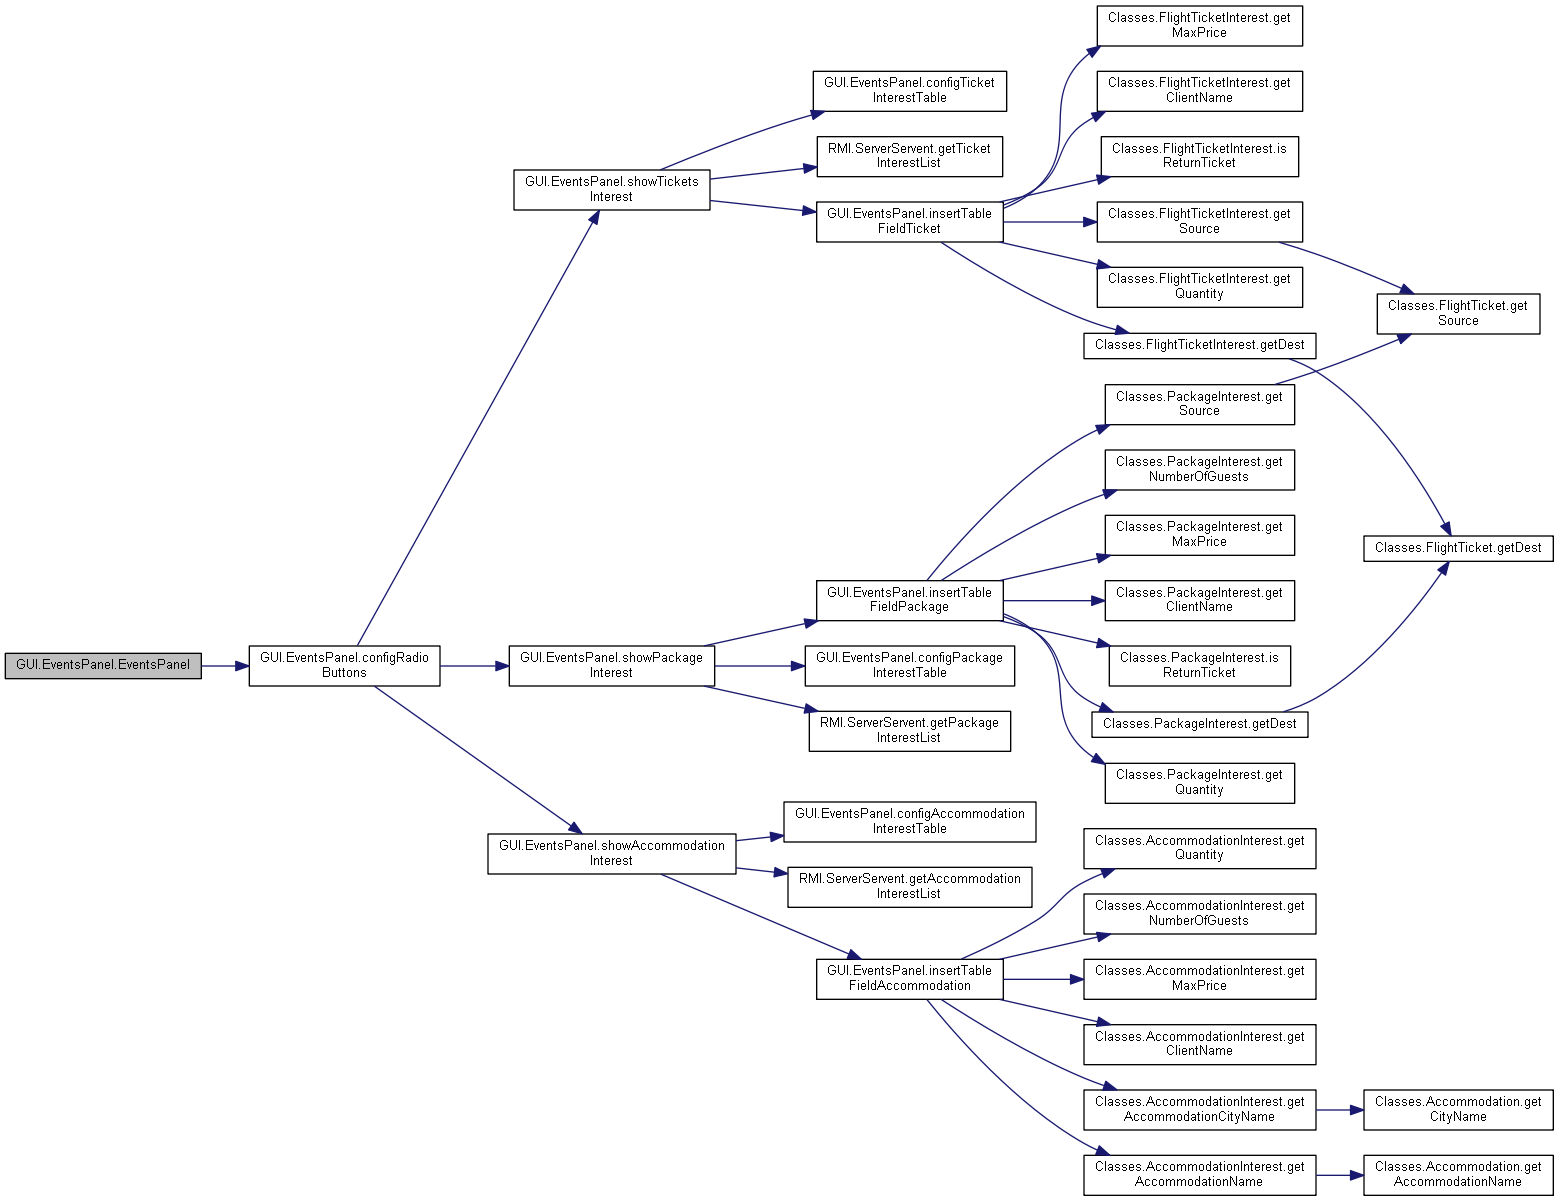 GUI.EventsPanel.EventsPanel
GUI.EventsPanel.configRadio
Buttons
GUI.EventsPanel.showTickets
Interest
GUI.EventsPanel.showPackage
Interest
GUI.EventsPanel.showAccommodation
Interest
GUI.EventsPanel.configTicket
InterestTable
RMI.ServerServent.getTicket
InterestList
GUI.EventsPanel.insertTable
FieldTicket
GUI.EventsPanel.insertTable
FieldPackage
GUI.EventsPanel.configPackage
InterestTable
RMI.ServerServent.getPackage
InterestList
GUI.EventsPanel.configAccommodation
InterestTable
RMI.ServerServent.getAccommodation
InterestList
GUI.EventsPanel.insertTable
FieldAccommodation
Classes.FlightTicketInterest.get
MaxPrice
Classes.FlightTicketInterest.get
ClientName
Classes.FlightTicketInterest.is
ReturnTicket
Classes.FlightTicketInterest.get
Source
Classes.FlightTicketInterest.get
Quantity
Classes.FlightTicketInterest.getDest
Classes.PackageInterest.get
Source
Classes.PackageInterest.get
NumberOfGuests
Classes.PackageInterest.get
MaxPrice
Classes.PackageInterest.get
ClientName
Classes.PackageInterest.is
ReturnTicket
Classes.PackageInterest.getDest
Classes.PackageInterest.get
Quantity
Classes.AccommodationInterest.get
Quantity
Classes.AccommodationInterest.get
NumberOfGuests
Classes.AccommodationInterest.get
MaxPrice
Classes.AccommodationInterest.get
ClientName
Classes.AccommodationInterest.get
AccommodationCityName
Classes.AccommodationInterest.get
AccommodationName
Classes.FlightTicket.get
Source
Classes.FlightTicket.getDest
Classes.Accommodation.get
CityName
Classes.Accommodation.get
AccommodationName